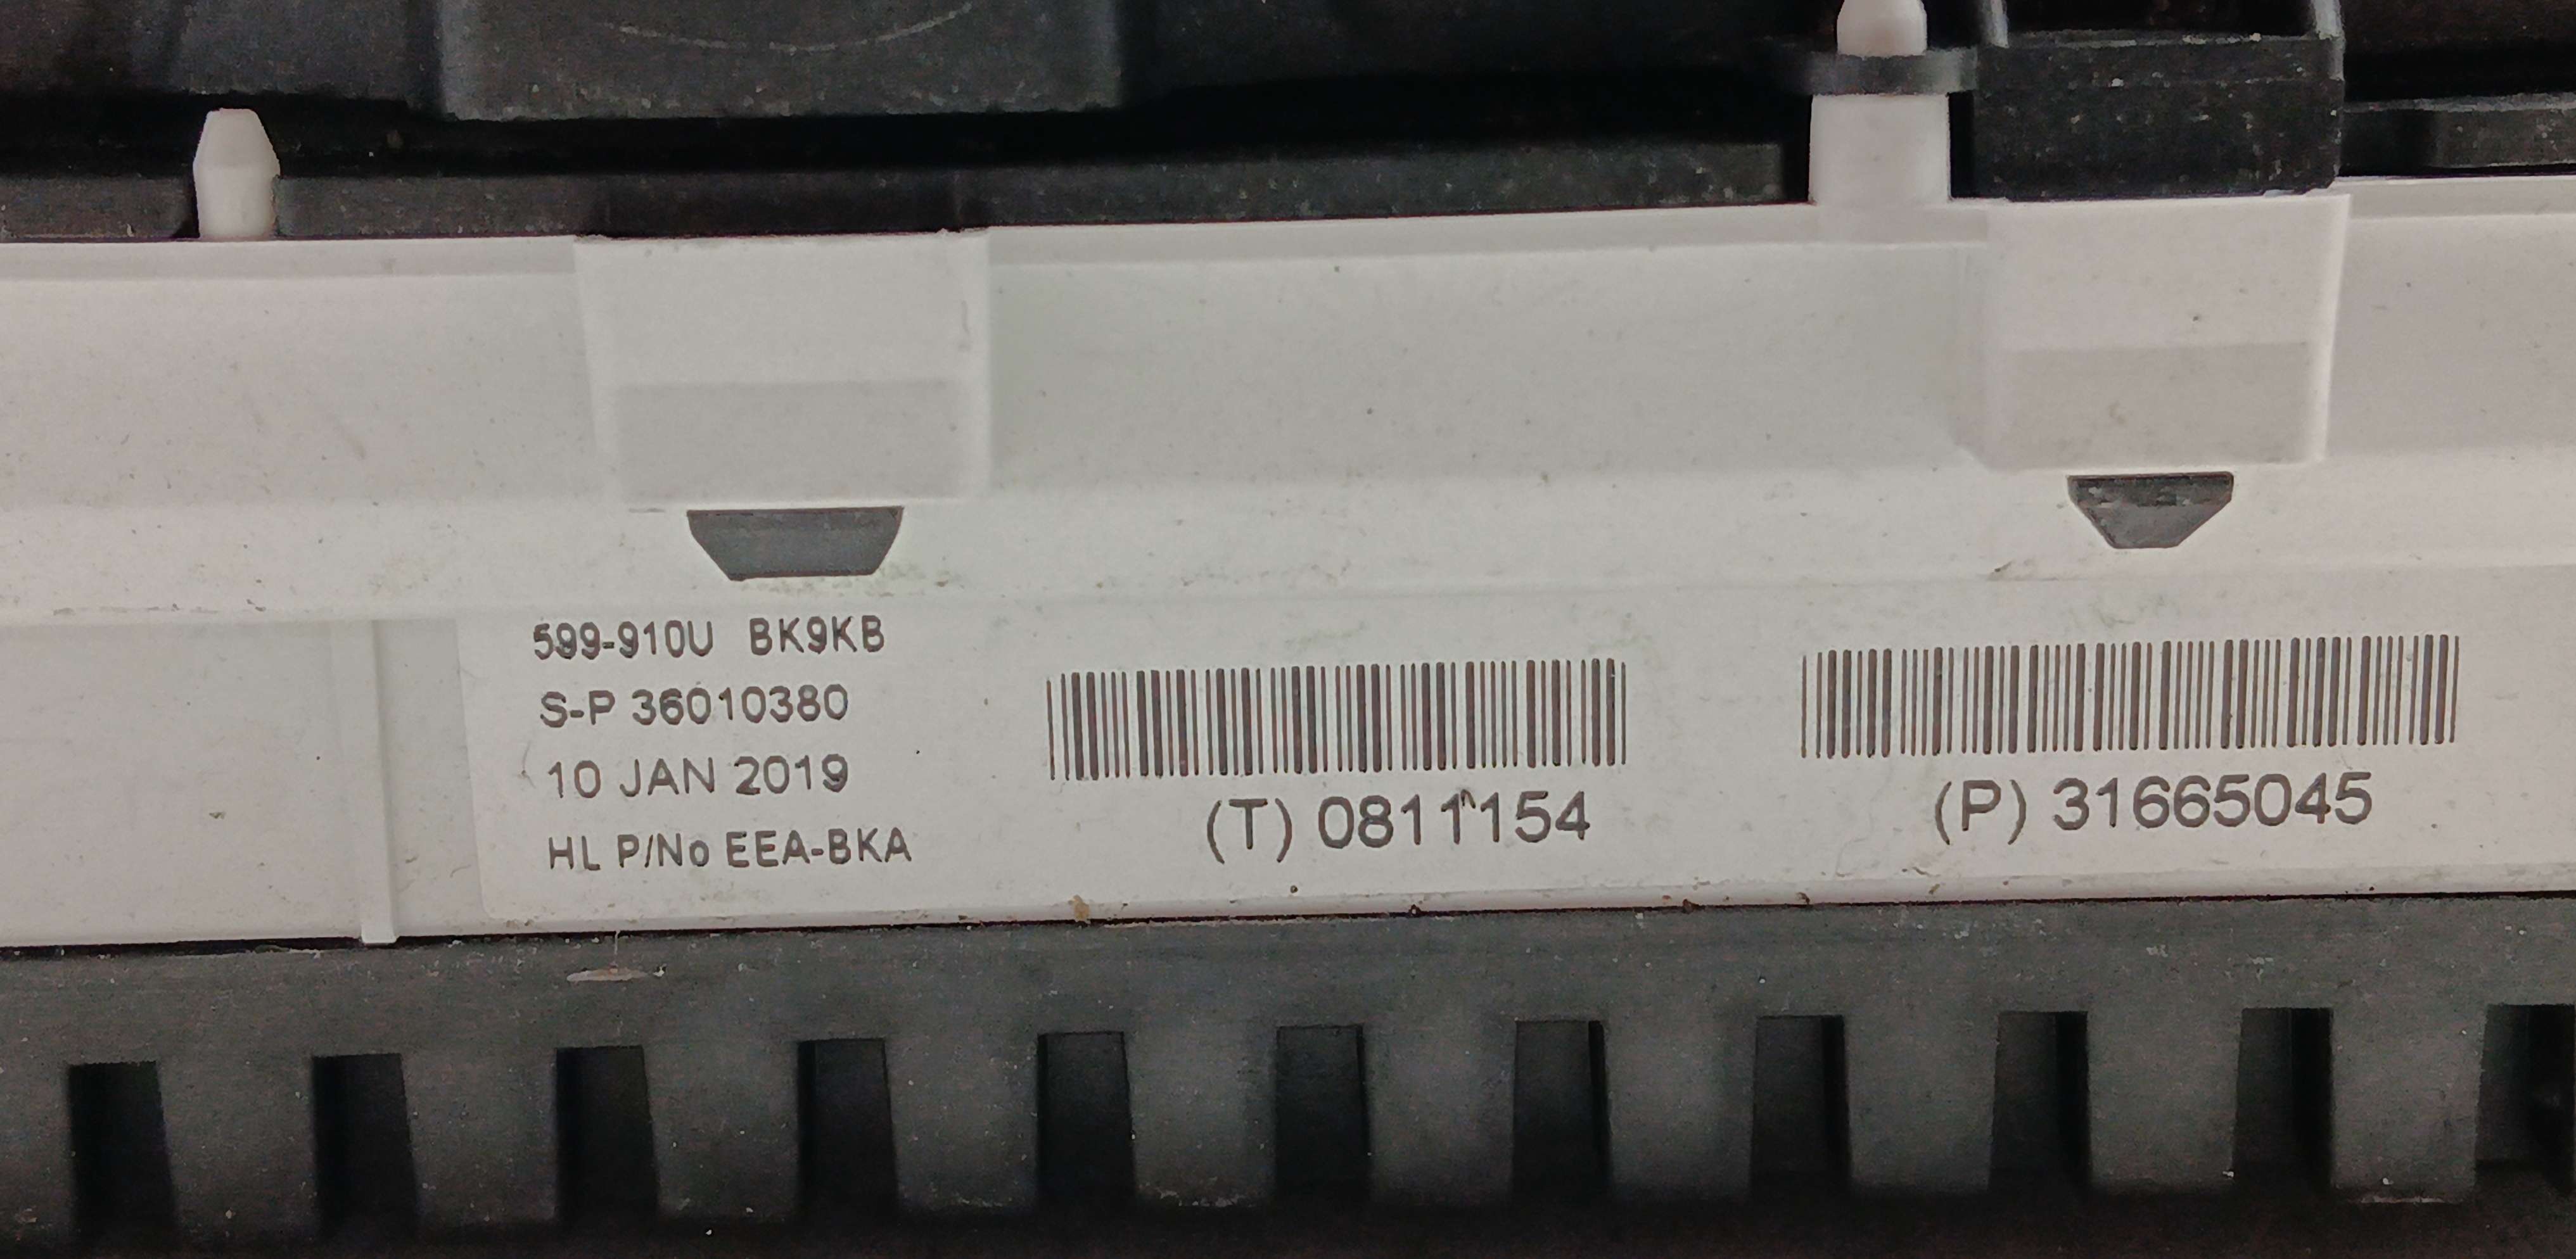 599-910U BK9KB
S-P 36010380
10 JAN 2019
HL P/No EEA-BKA
(T) 0811154
(P) 31665045